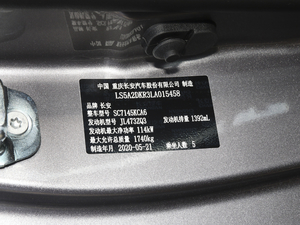 中国 重庆长安汽车股份有限公司 制造
LS5A2DKR3LA015458
品牌 长安
整车型号 SC7145KCA6
发动机型号 JL473ZQ3 发动机排量 1392mL
发动机最大净功率 114kW
最大允许总质量 1740kg
制造年月 2020-05-21 乘坐人数 5